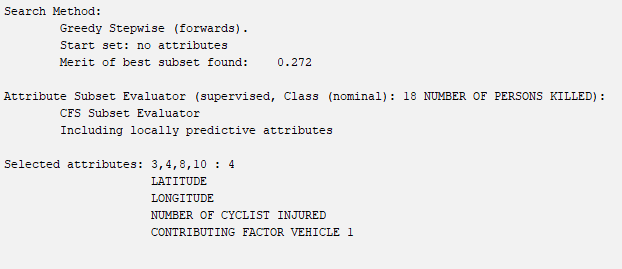 Search Method:
Greedy Stepwise (forwards).
Start set: no attributes
Merit of best subset found: 0.272
Attribute Subset Evaluator (supervised, Class (nominal): 18 NUMBER OF PERSONS KILLED):
CFS Subset Evaluator
Including locally predictive attributes
Selected attributes: 3,4,8,10 : 4
LATITUDE
LONGITUDE
NUMBER OF CYCLIST INJURED
CONTRIBUTING FACTOR VEHICLE 1